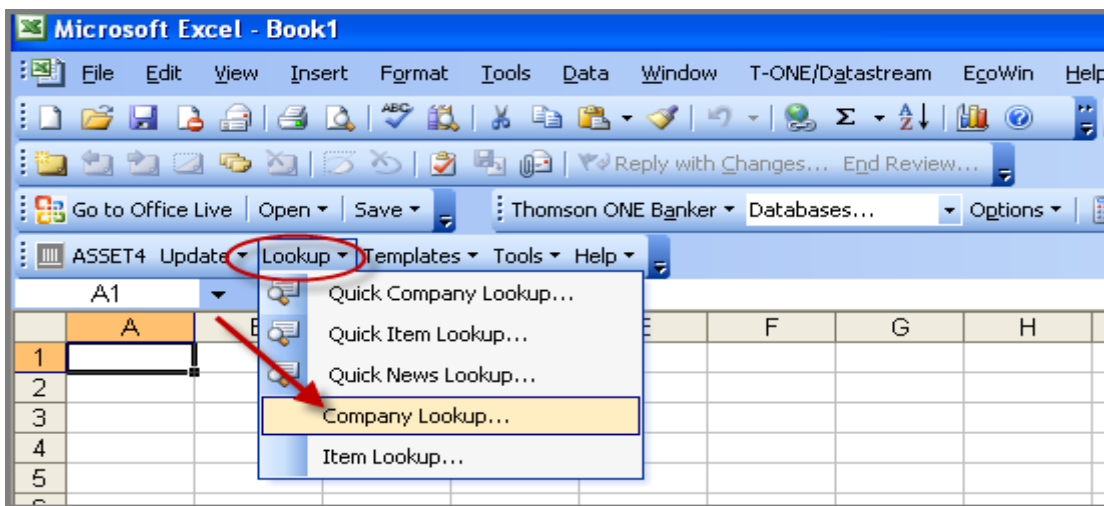 Microsoft Excel - Book1
File Edit View Insert Format Tools Data Window T-ONE/Datastream EcoWin Help
ABC Σ A Z
Reply with Changes... End Review...
Go to Office Live Open Save Thomson ONE Banker Databases... Options
ASSET4 Update Lookup Templates Tools Help
A1
Quick Company Lookup...
A E F G H
Quick Item Lookup...
1
Quick News Lookup...
2
3 Company Lookup...
4 Item Lookup...
5